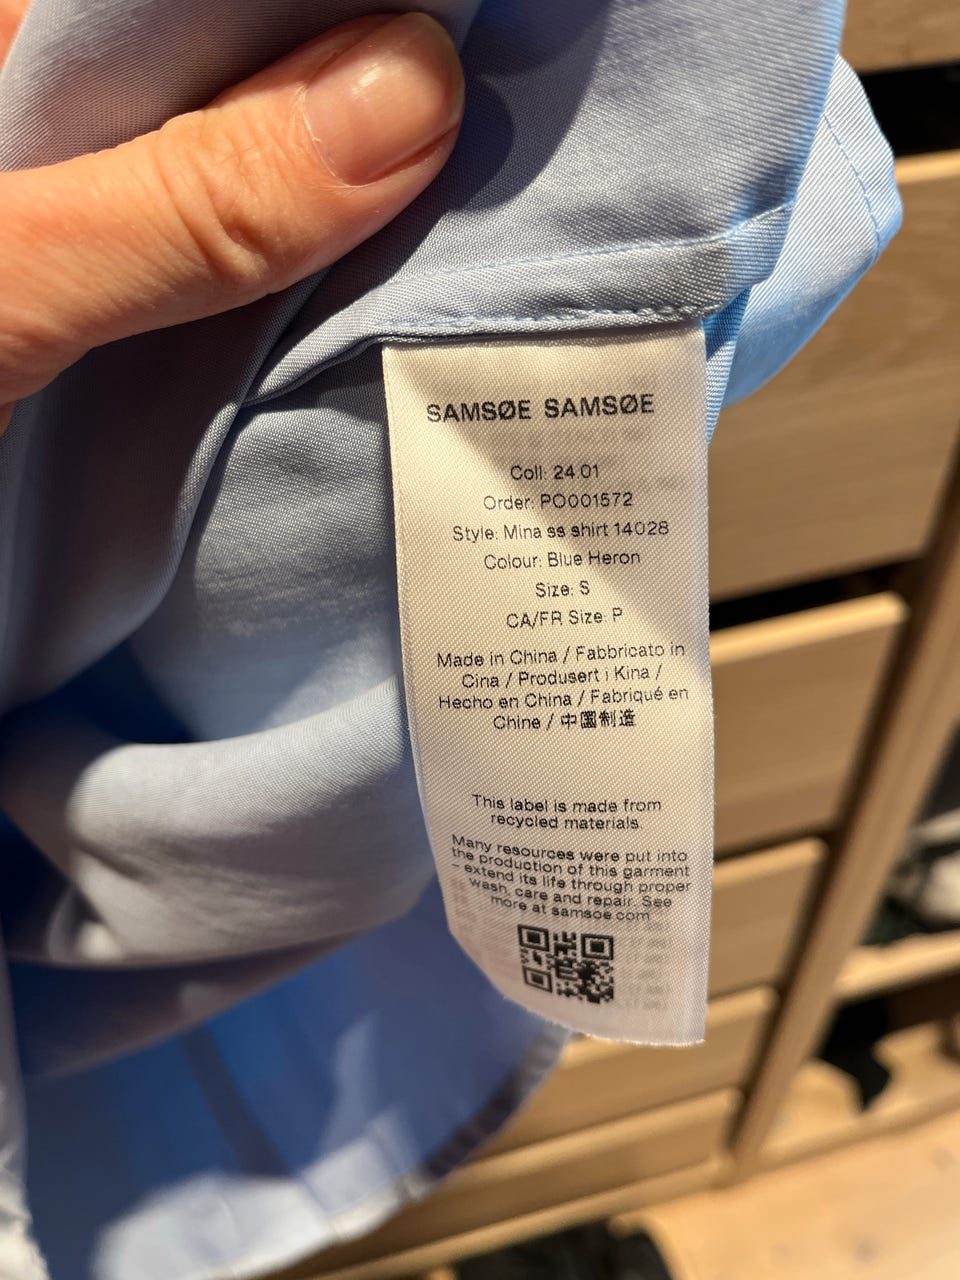 SAMSØE SAMSØE
Coll: 24.01
Order: PO001572
Style: Mina ss shirt 14028
Colour: Blue Heron
Size: S
CA/FR Size: P
Made in China / Fabbricato in
Cina / Produsert i Kina /
Hecho en China / Fabriqué en
Chine / 中国制造
This label is made from
recycled materials.
Many resources were put into
the production of this garment
– extend its life through proper
wash, care and repair. See
more at samsoe.com